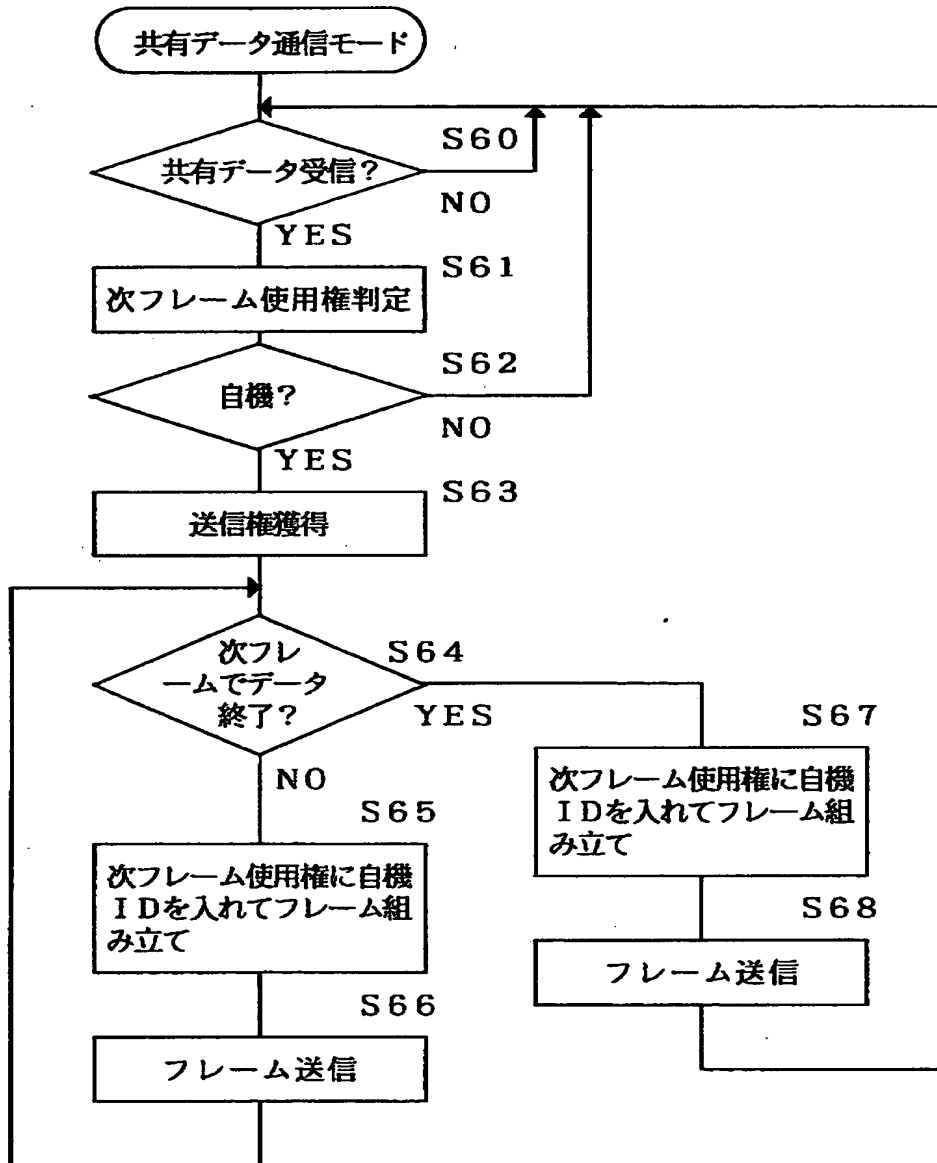 共有データ通信モード
S60
共有データ受信?
NO
YES
S61
次フレーム使用権判定
S62
自機?
NO
YES
S63
送信権獲得
次フレ
ームでデータ
終了?
S64
YES
NO
S65
次フレーム使用権に自機
IDを入れてフレーム組
み立て
S66
フレーム送信
S67
次フレーム使用権に自機
IDを入れてフレーム組
み立て
S68
フレーム送信